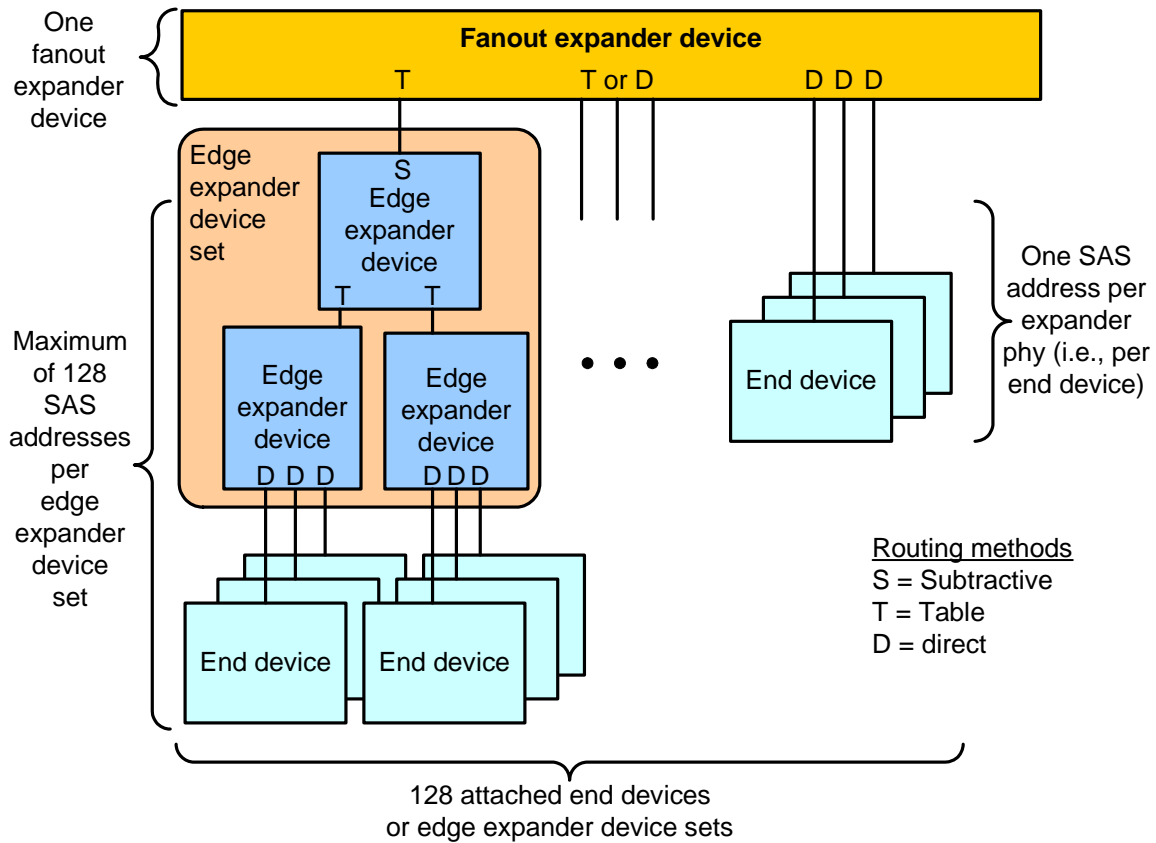 One
fanout
expander
device
Fanout expander device
T
T or D
D D D
Edge
expander
device
set
S
Edge
expander
device
T T
Edge
expander
device
D D D
Edge
expander
device
D D D
Maximum
of 128
SAS
addresses
per
edge
expander
device
set
End device
End device
End device
One SAS
address per
expander
phy (i.e., per
end device)
Routing methods
S = Subtractive
T = Table
D = direct
128 attached end devices
or edge expander device sets